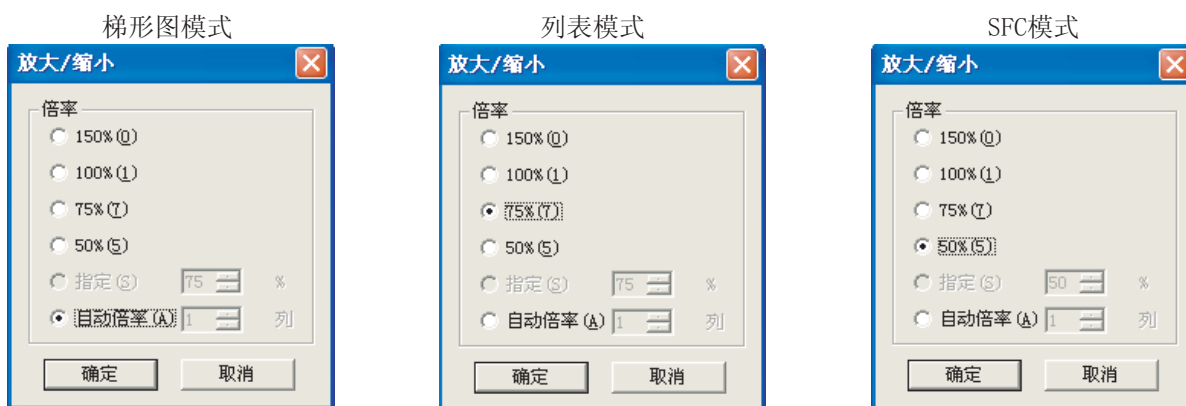 梯形图模式
放大/缩小
倍率
150%(0)
100%(1)
75%(7)
50%(5)
指定(S) 75 %
自动倍率(A) 1 列
确定 取消
列表模式
放大/缩小
倍率
150%(0)
100%(1)
75%(7)
50%(5)
指定(S) 75 %
自动倍率(A) 1 列
确定 取消
SFC模式
放大/缩小
倍率
150%(0)
100%(1)
75%(7)
50%(5)
指定(S) 50 %
自动倍率(A) 1 列
确定 取消